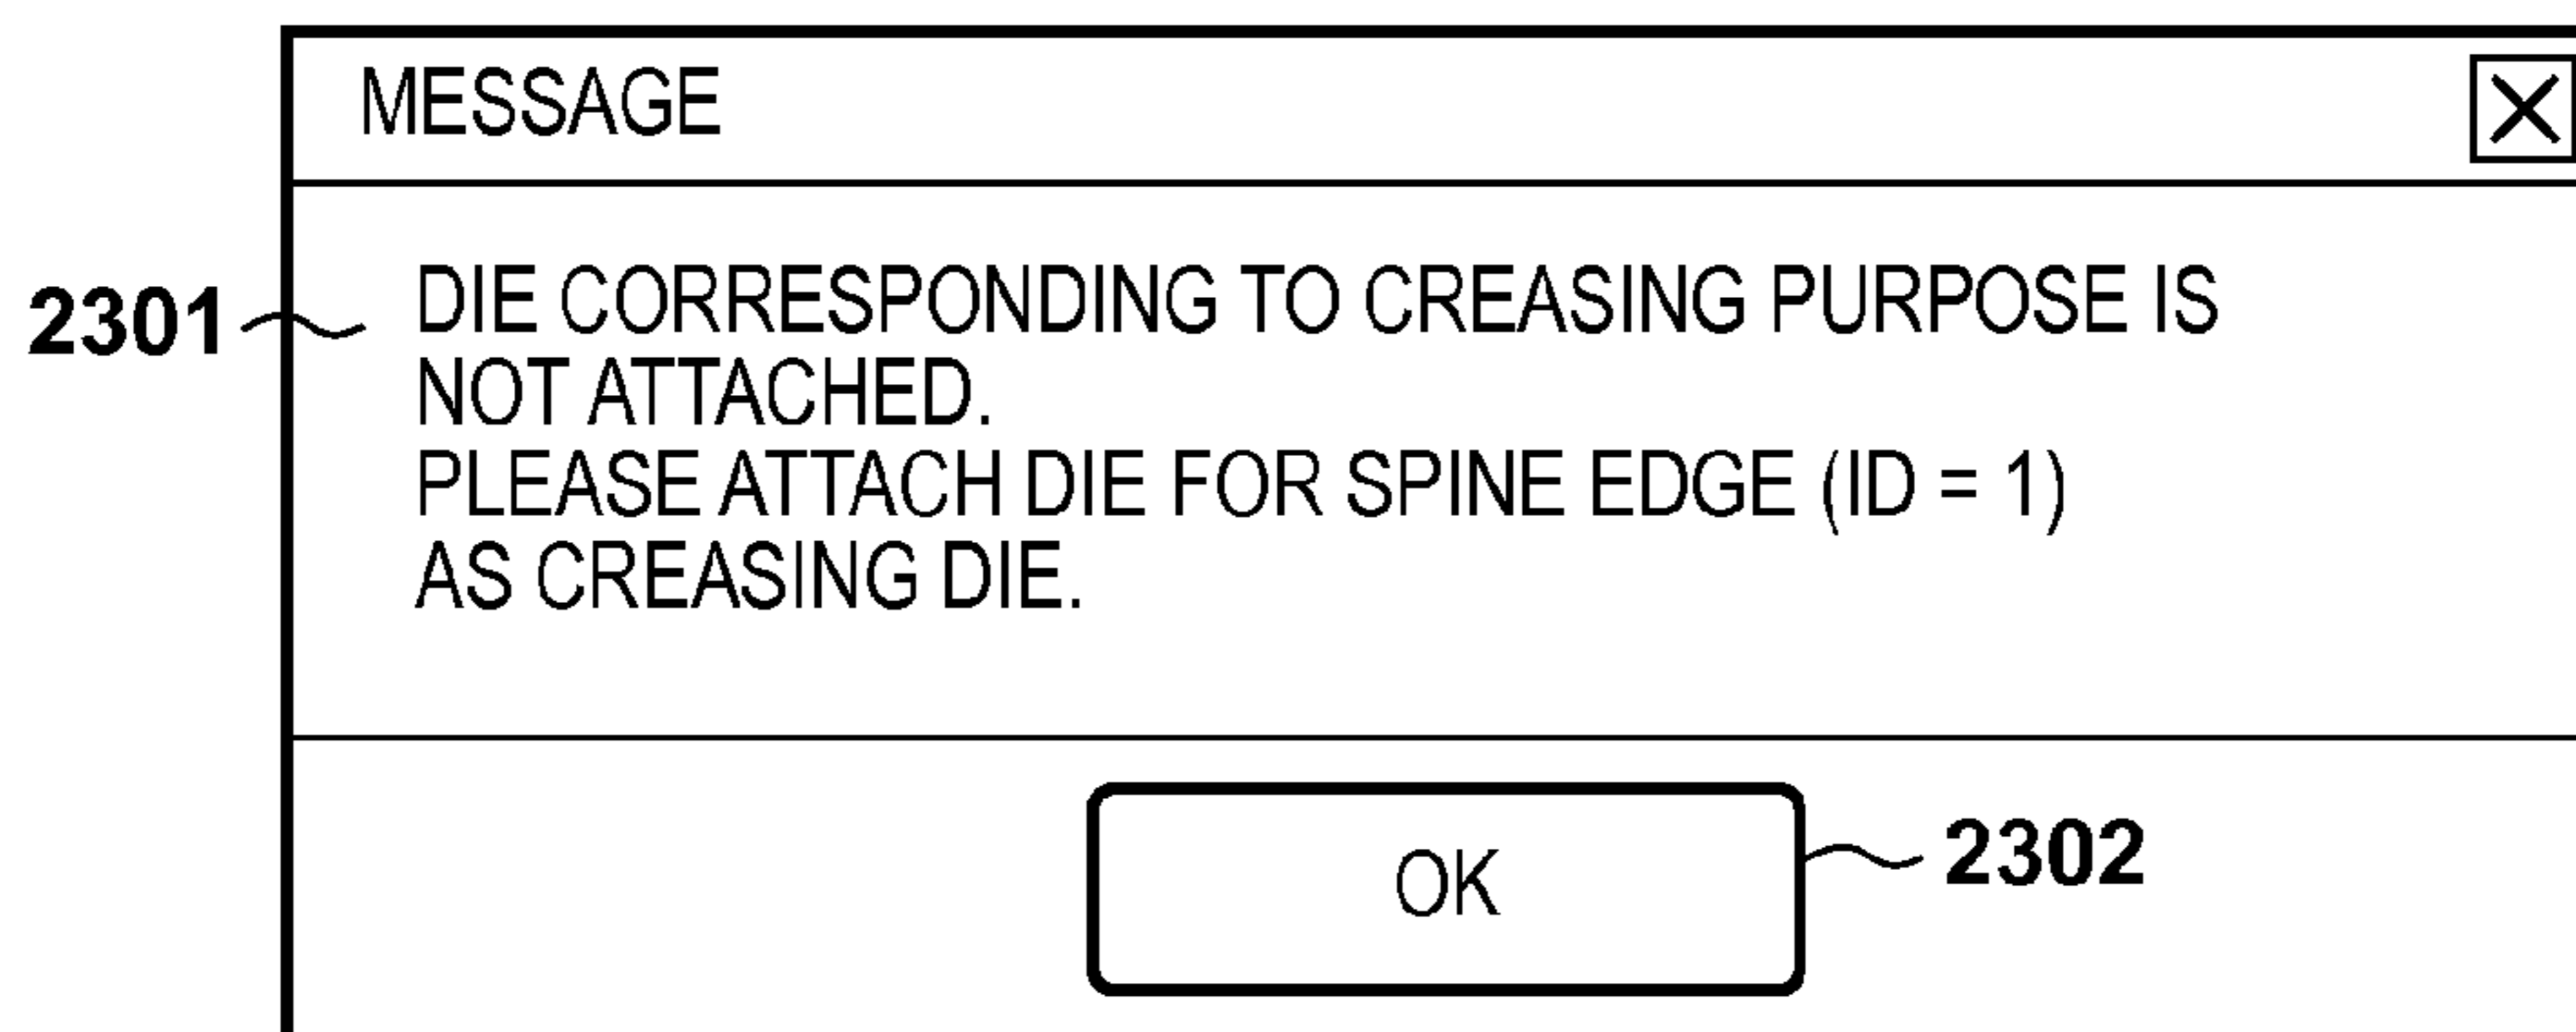 MESSAGE
2301
DIE CORRESPONDING TO CREASING PURPOSE IS
NOT ATTACHED.
PLEASE ATTACH DIE FOR SPINE EDGE (ID = 1)
AS CREASING DIE.
OK
2302